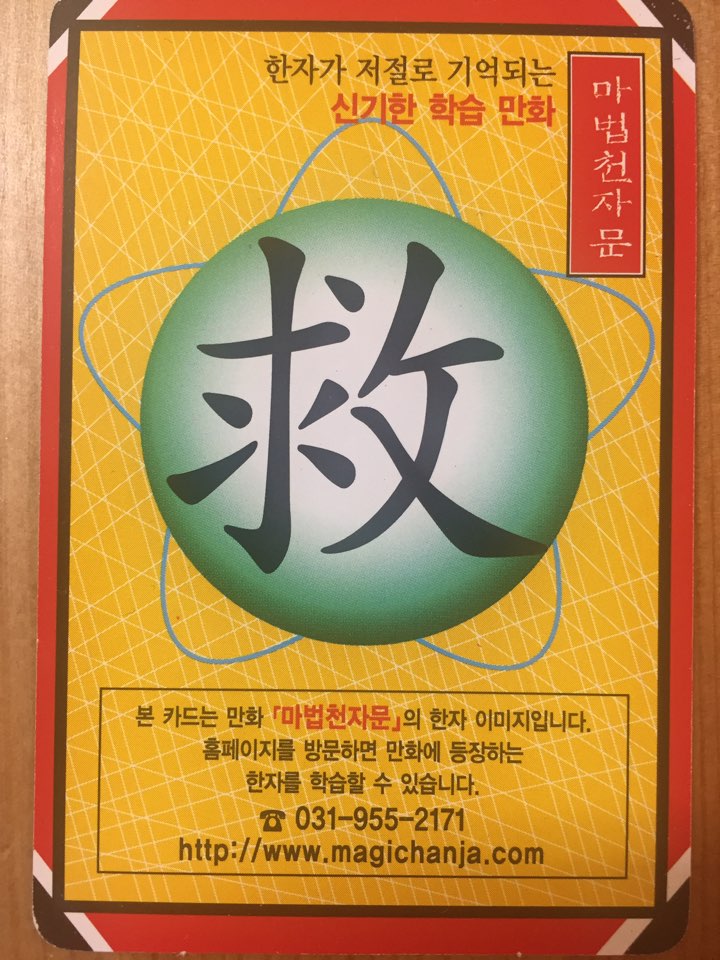 한자가 저절로 기억되는
신기한 학습 만화
마법천자문
救
본 카드는 만화 「마법천자문」의 한자 이미지입니다.
홈페이지를 방문하면 만화에 등장하는
한자를 학습할 수 있습니다.
☎ 031-955-2171
http://www.magichanja.com